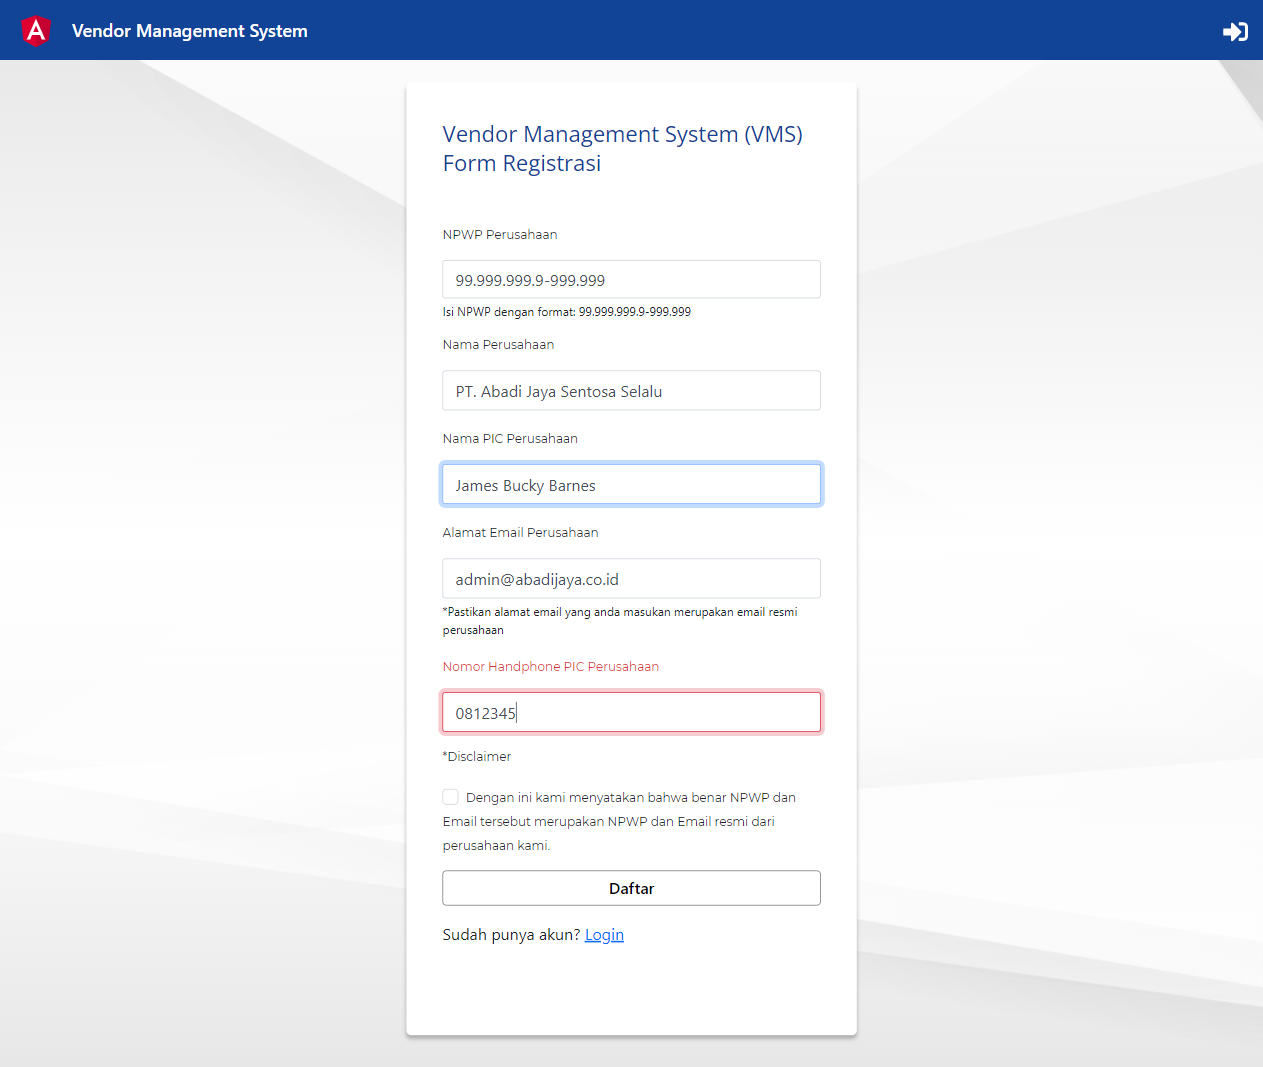 A
Vendor Management System
Vendor Management System (VMS)
Form Registrasi
NPWP Perusahaan
99.999.999.9-999.999
Isi NPWP dengan format: 99.999.999.9-999.999
Nama Perusahaan
PT. Abadi Jaya Sentosa Selalu
Nama PIC Perusahaan
James Bucky Barnes
Alamat Email Perusahaan
admin@abadijaya.co.id
*Pastikan alamat email yang anda masukan merupakan email resmi
perusahaan
Nomor Handphone PIC Perusahaan
0812345
*Disclaimer
Dengan ini kami menyatakan bahwa benar NPWP dan
Email tersebut merupakan NPWP dan Email resmi dari
perusahaan kami.
Daftar
Sudah punya akun? Login